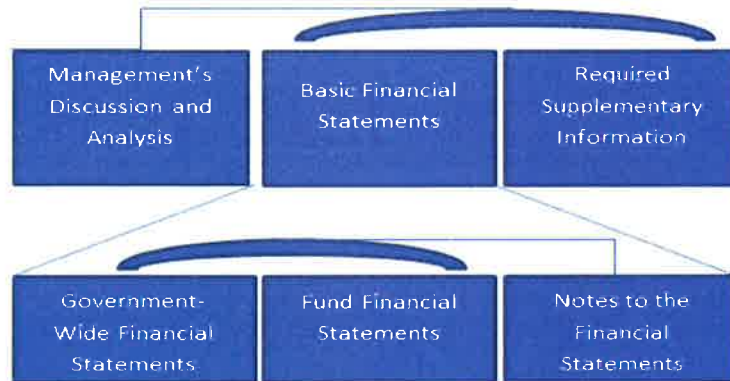 Management's
Discussion and
Analysis
Basic Financial
Statements
Required
Supplementary
Information
Government-
Wide Financial
Statements
Fund Financial
Statements
Notes to the
Financial
Statements